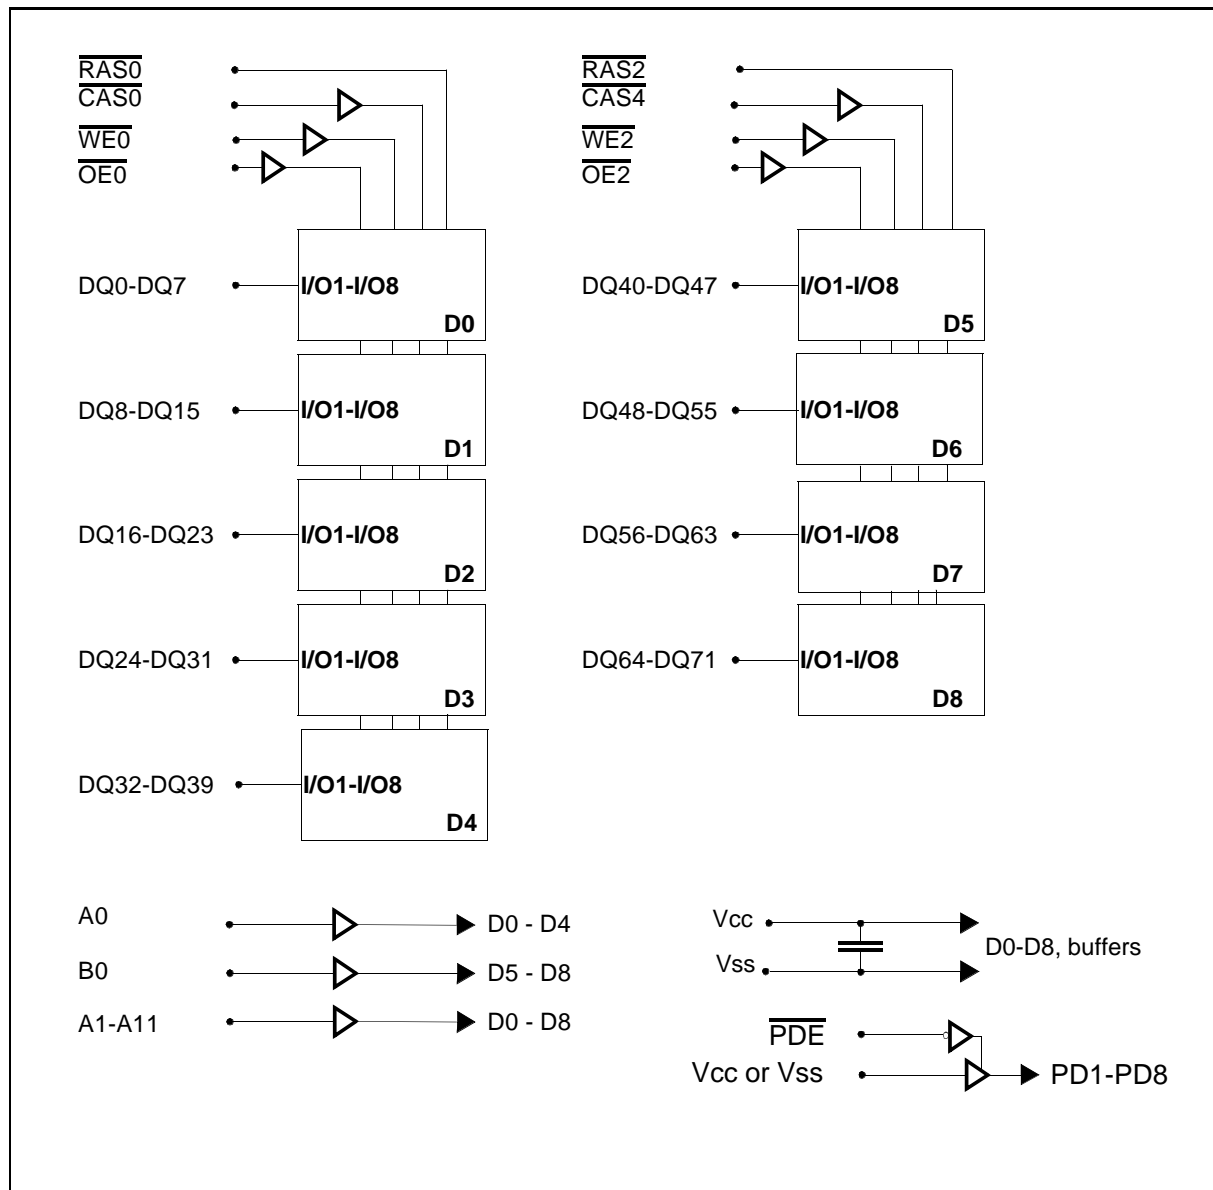 RAS0
CAS0
WE0
OE0
DQ0-DQ7
I/O1-I/O8
D0
DQ8-DQ15
I/O1-I/O8
D1
DQ16-DQ23
I/O1-I/O8
D2
DQ24-DQ31
I/O1-I/O8
D3
DQ32-DQ39
I/O1-I/O8
D4
RAS2
CAS4
WE2
OE2
DQ40-DQ47
I/O1-I/O8
D5
DQ48-DQ55
I/O1-I/O8
D6
DQ56-DQ63
I/O1-I/O8
D7
DQ64-DQ71
I/O1-I/O8
D8
A0
D0 - D4
B0
D5 - D8
A1-A11
D0 - D8
Vcc
Vss
D0-D8, buffers
PDE
Vcc or Vss
PD1-PD8